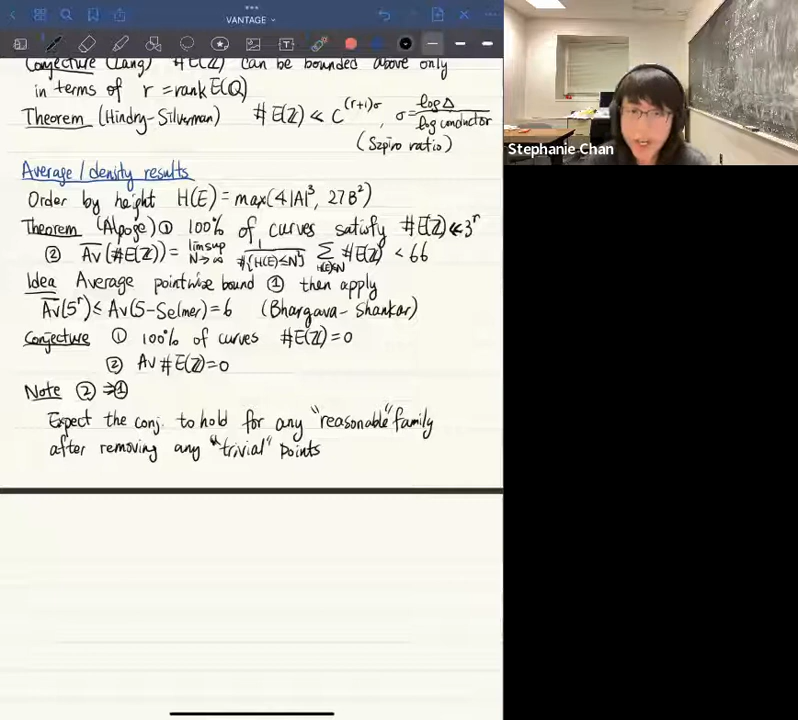 VANTAGE
Conjecture (Lang) #E(ℤ) can be bounded above only
in terms of r = rank E(ℚ)
Theorem (Hindry-Silverman) #E(ℤ) ≪ C^{(r+1)σ}, σ = log Δ / log conductor
(Szpiro ratio)
Average / density results
Order by height H(E) = max(4|A|³, 27B²)
Theorem (Alpoge) ① 100% of curves satisfy #E(ℤ) ≪ 3^r
② \overline{Av}(#E(ℤ)) = limsup_{N→∞} 1/#{H(E)≤N} Σ_{H(E)≤N} #E(ℤ) < 66
Idea Average pointwise bound ① then apply
\overline{Av}(5^r) ≤ Av(5-Selmer) = 6 (Bhargava-Shankar)
Conjecture ① 100% of curves #E(ℤ) = 0
② Av #E(ℤ) = 0
Note ② ⇒ ①
Expect the conj. to hold for any "reasonable" family
after removing any "trivial" points
Stephanie Chan